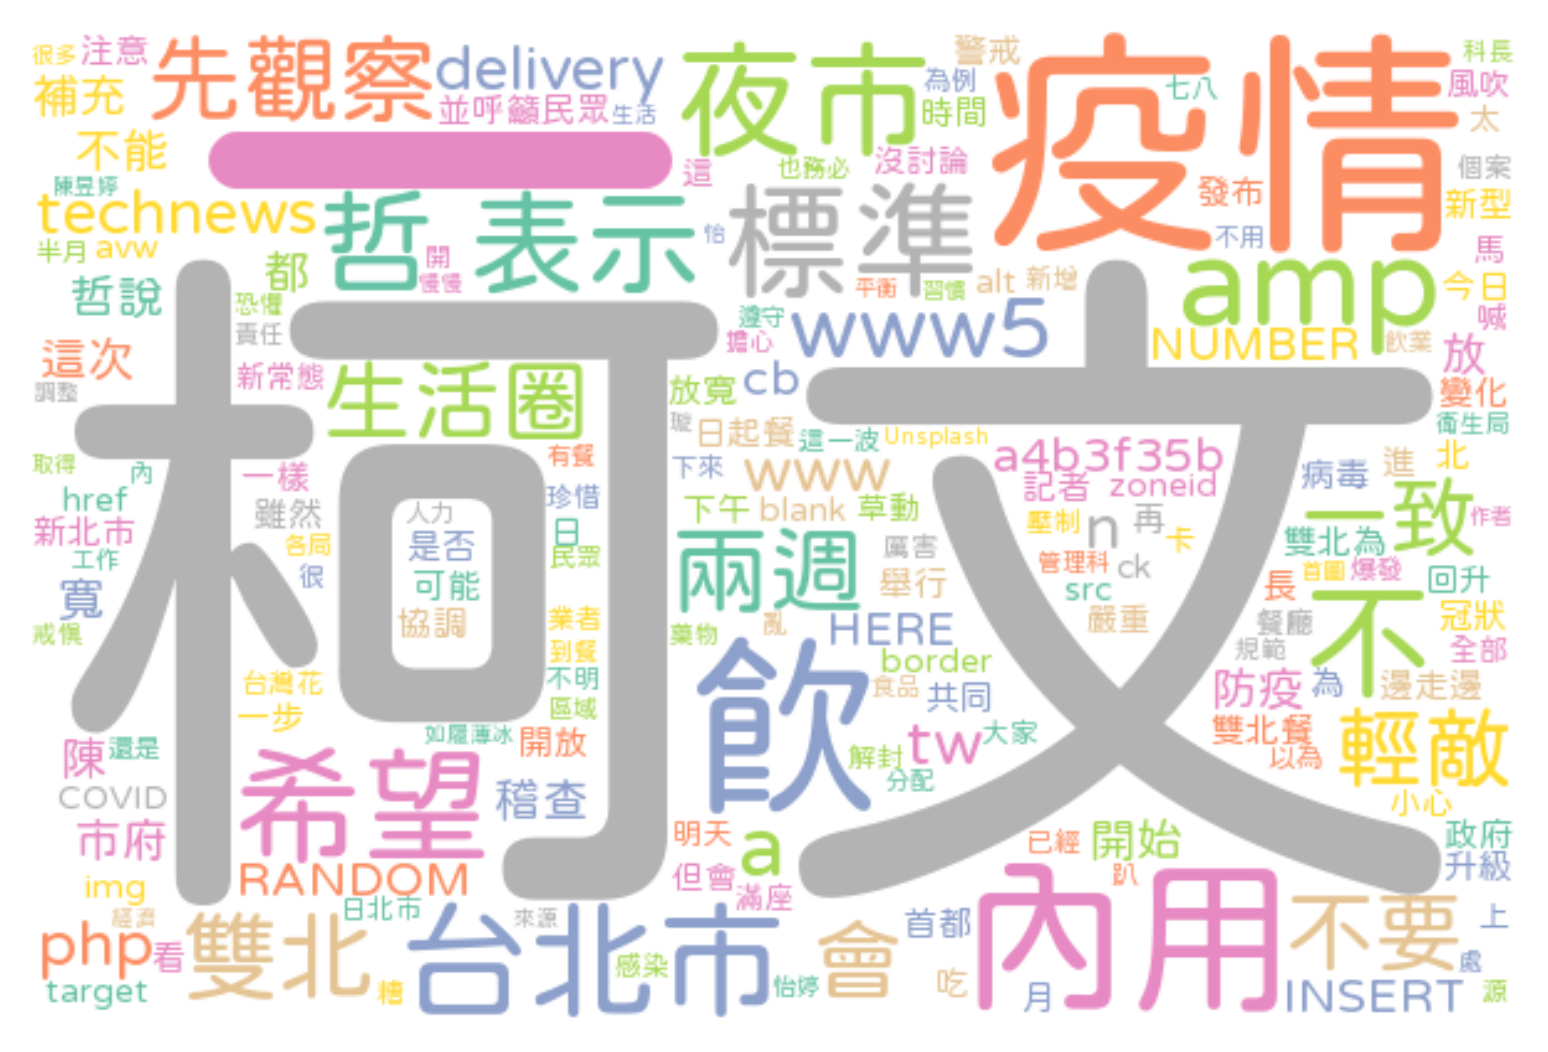 很多
注意
先觀察
delivery
夜市
警戒
疫情
科長
補充
並呼籲民眾
生活
為例
時間
七八
風吹
太
不能
一
這
也務必
沒討論
個案
陳昱婷
technews
哲
表示
怡
標準
發布
新型
不用
半月
avw
都
開
慢慢
平衡
習慣
alt
新增
amp
今日
馬
哲說
恐懼
責任
遵守
擔心
www5
NUMBER
飲業
喊
這次
調整
新常態
生活圈
放寬
cb
放
變化
柯
文
璇
日起餐
這一波
Unsplash
衛生局
取得
內
一樣
有餐
下來
www
a4b3f35b
記者
zoneid
病毒
進
北
href
雖然
人力
珍惜
下午
blank
草動
壓制
n
再
卡
一致
作者
新北市
各局
是否
日
民眾
兩週
厲害
管理科
ck
雙北為
工作
很
可能
舉行
src
長
首圖
爆發
回升
寬
協調
業者
藥物
亂
HERE
嚴重
餐廳
不
冠狀
戒惧
到餐
border
規範
全部
台灣花
不明
飲
食品
共同
防疫
為
邊走邊
一步
區域
如履薄冰
開放
解封
tw
大家
雙北餐
以為
輕敵
陳
還是
希望
稽查
分配
小心
COVID
市府
明天
a
已經
開始
政府
img
RANDOM
但會
滿座
趴
升級
經濟
日北市
來源
php
看
雙北
台北市
會
首都
內用
不要
上
target
糟
感染
怡婷
吃
月
INSERT
處
源